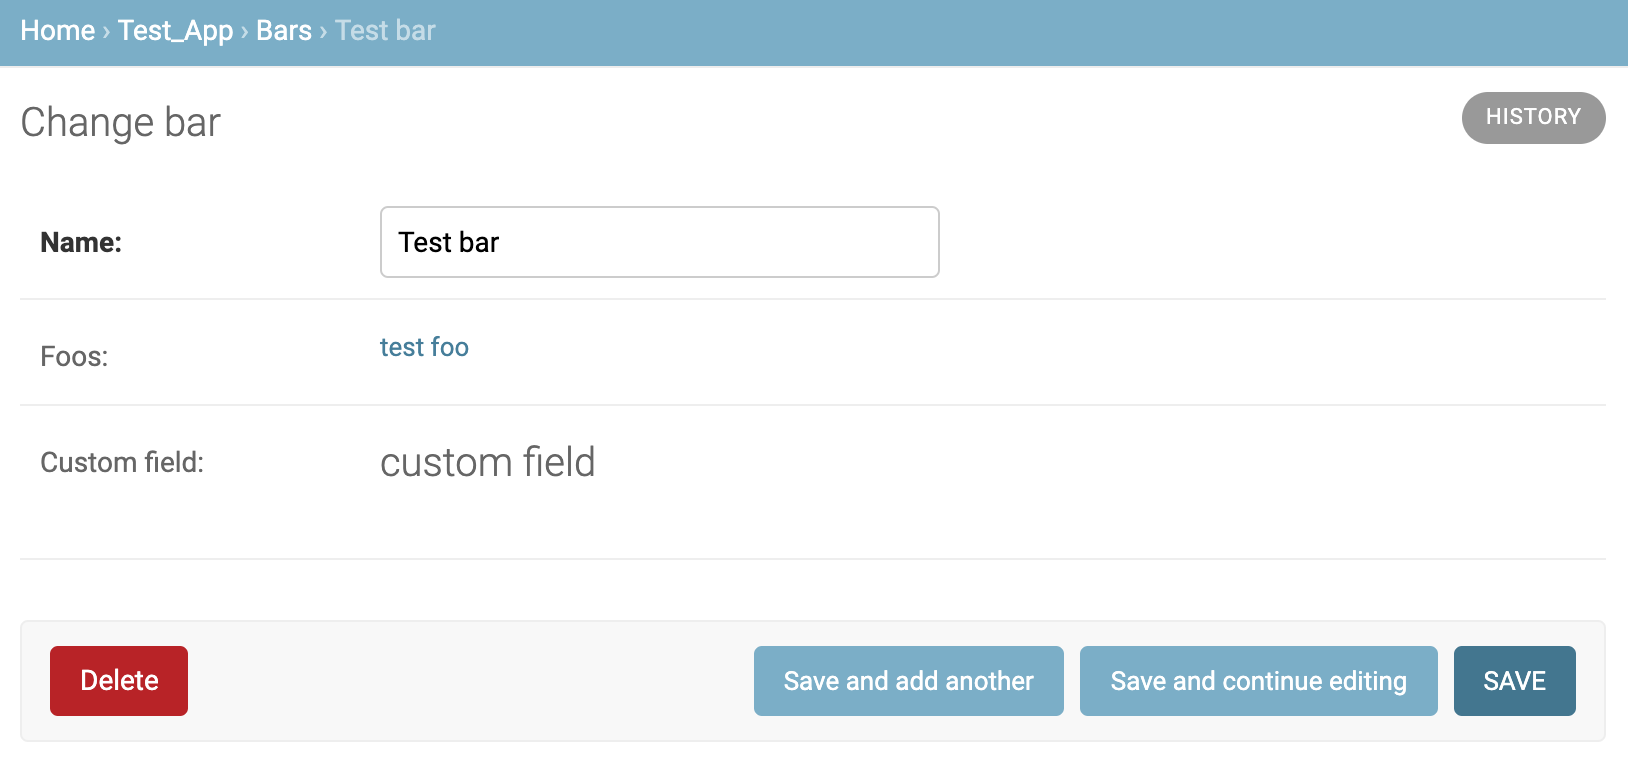 Home › Test_App › Bars › Test bar
Change bar
HISTORY
Name: Test bar
Foos: test foo
Custom field: custom field
Delete Save and add another Save and continue editing SAVE